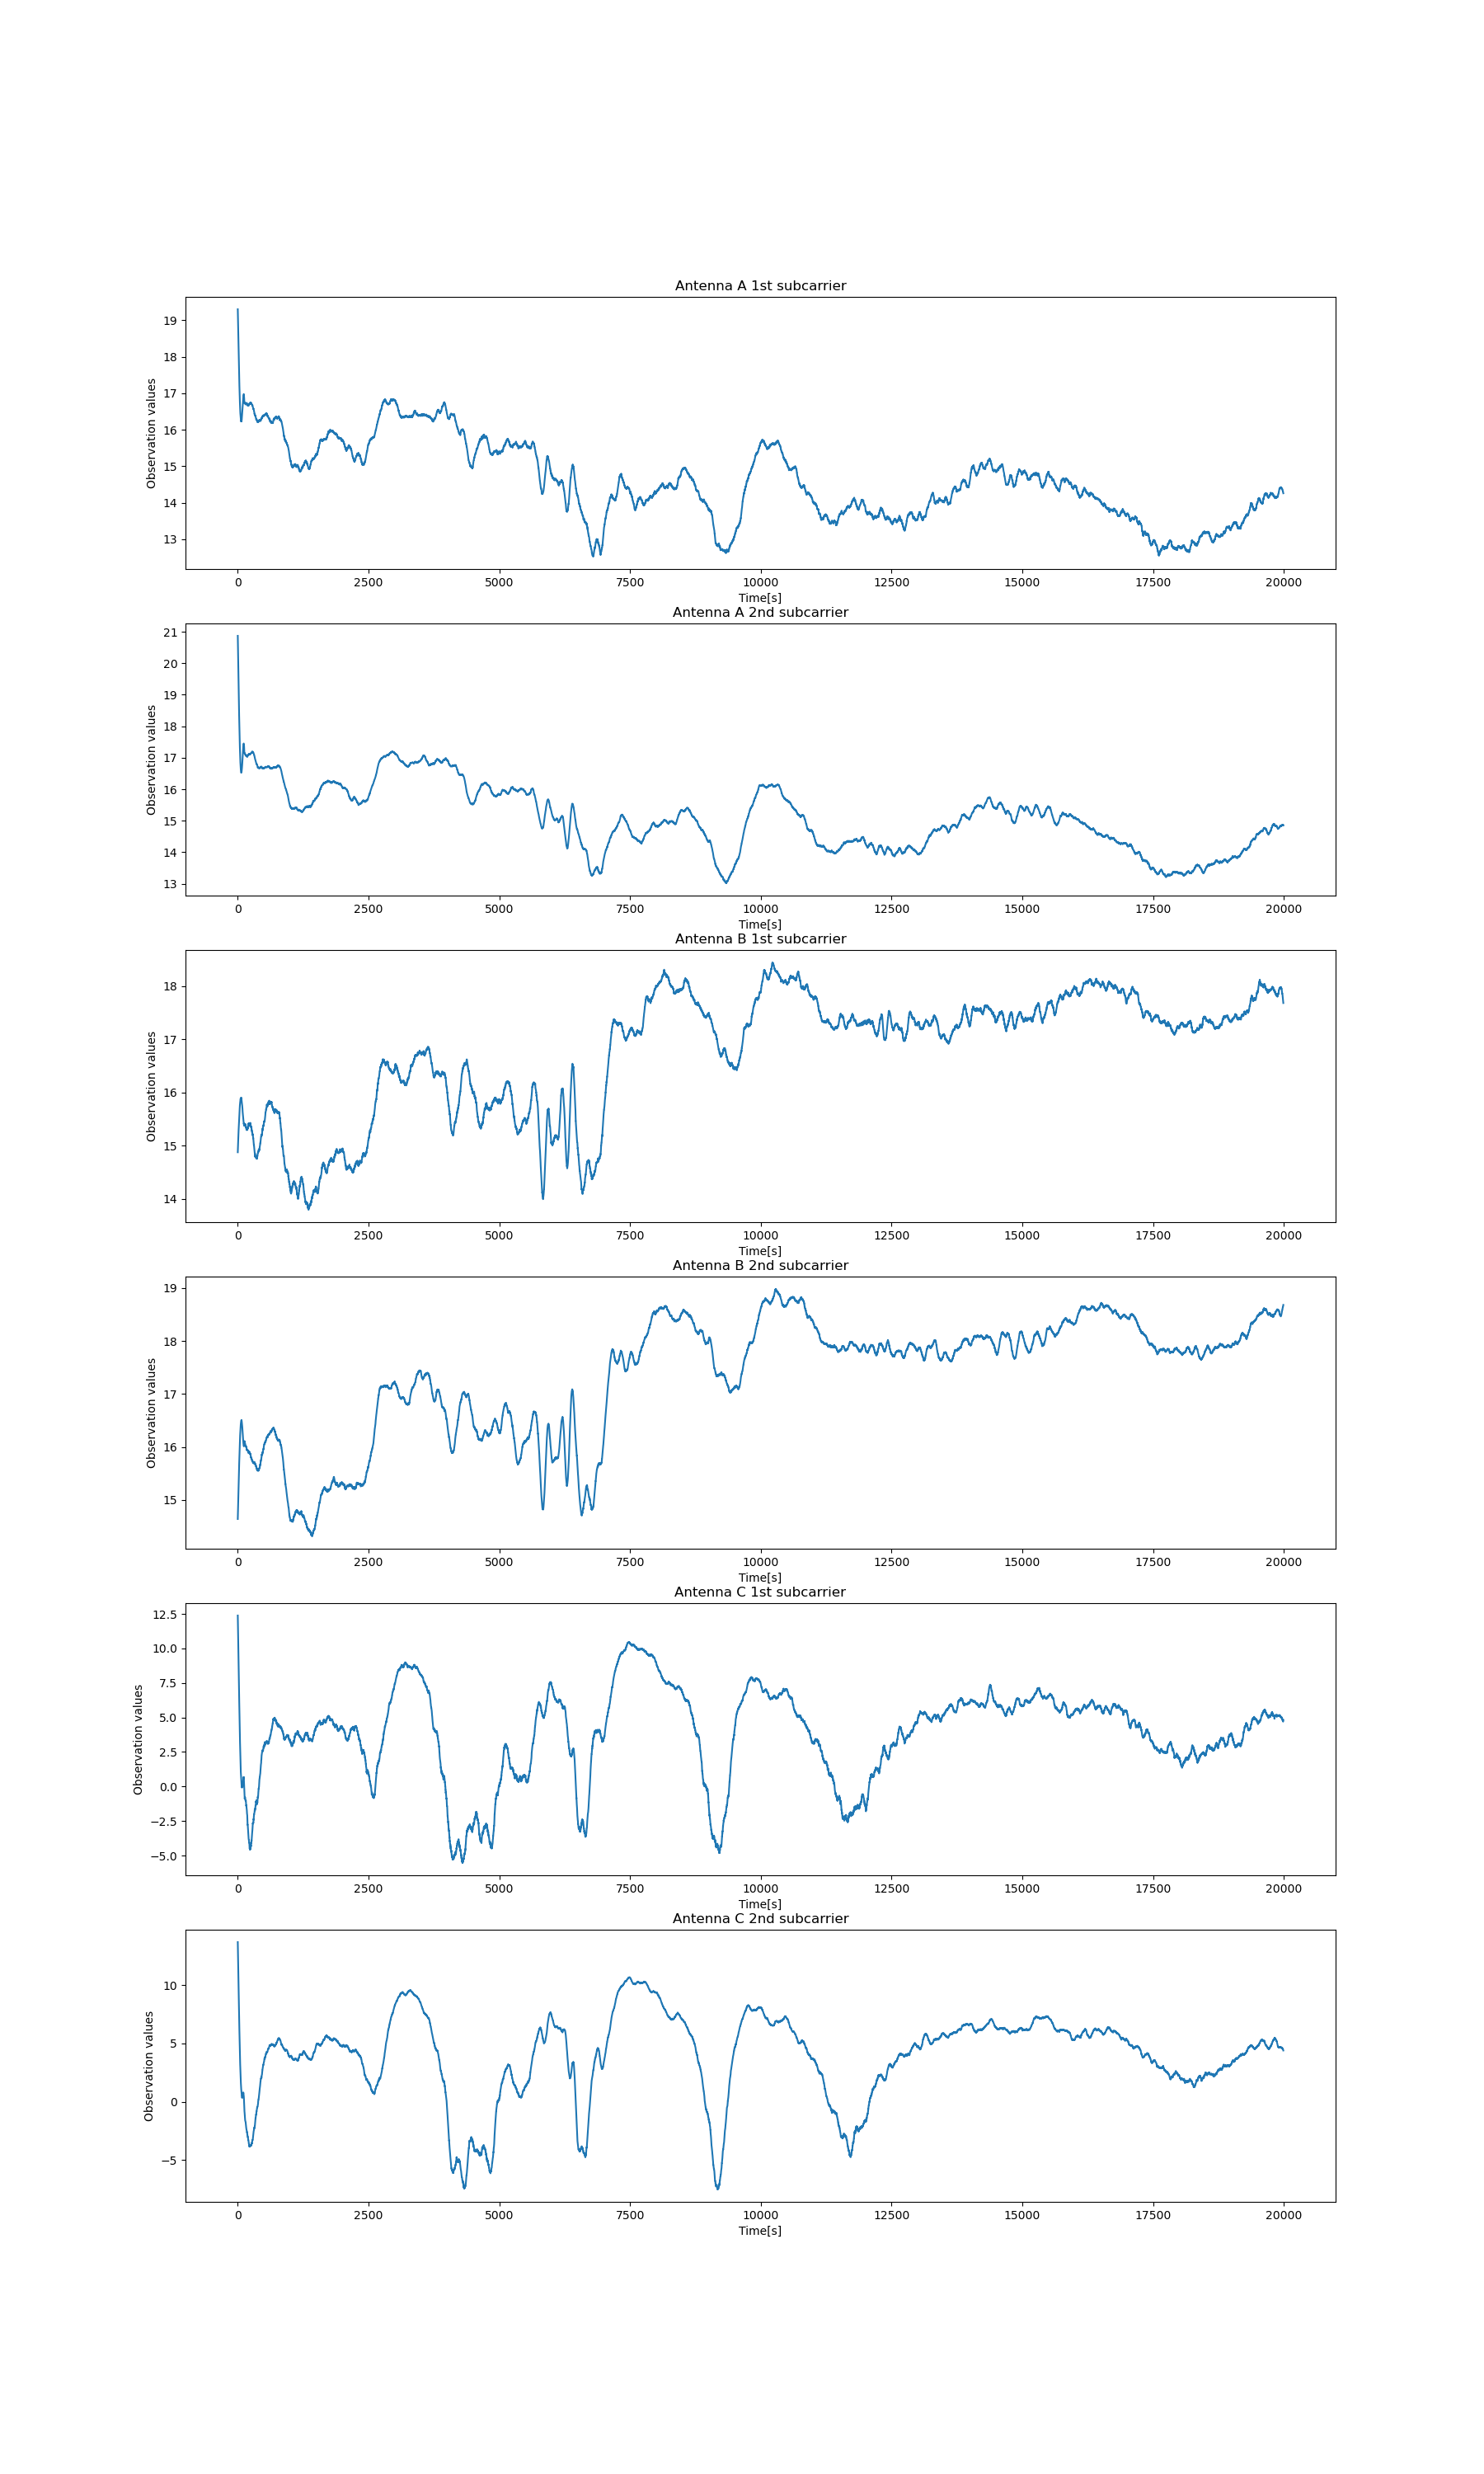 Antenna A 1st subcarrier
Observation values
19
18
17
16
15
14
13
0 2500 5000 7500 10000 12500 15000 17500 20000
Time[s]
Antenna A 2nd subcarrier
Observation values
21
20
19
18
17
16
15
14
13
0 2500 5000 7500 10000 12500 15000 17500 20000
Time[s]
Antenna B 1st subcarrier
Observation values
18
17
16
15
14
0 2500 5000 7500 10000 12500 15000 17500 20000
Time[s]
Antenna B 2nd subcarrier
Observation values
19
18
17
16
15
0 2500 5000 7500 10000 12500 15000 17500 20000
Time[s]
Antenna C 1st subcarrier
Observation values
12.5
10.0
7.5
5.0
2.5
0.0
−2.5
−5.0
0 2500 5000 7500 10000 12500 15000 17500 20000
Time[s]
Antenna C 2nd subcarrier
Observation values
10
5
0
−5
0 2500 5000 7500 10000 12500 15000 17500 20000
Time[s]